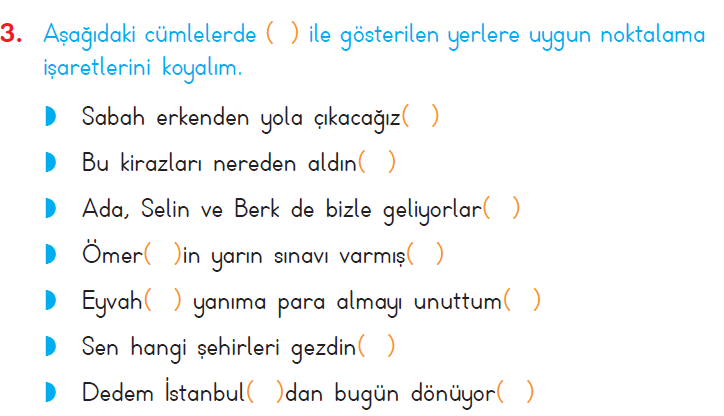 3. Aşağıdaki cümlelerde ( ) ile gösterilen yerlere uygun noktalama
işaretlerini koyalım.
Sabah erkenden yola çıkacağız( )
Bu kirazları nereden aldın( )
Ada, Selin ve Berk de bizle geliyorlar( )
Ömer( )in yarın sınavı varmış( )
Eyvah( ) yanıma para almayı unuttum( )
Sen hangi şehirleri gezdin( )
Dedem İstanbul( )dan bugün dönüyor( )